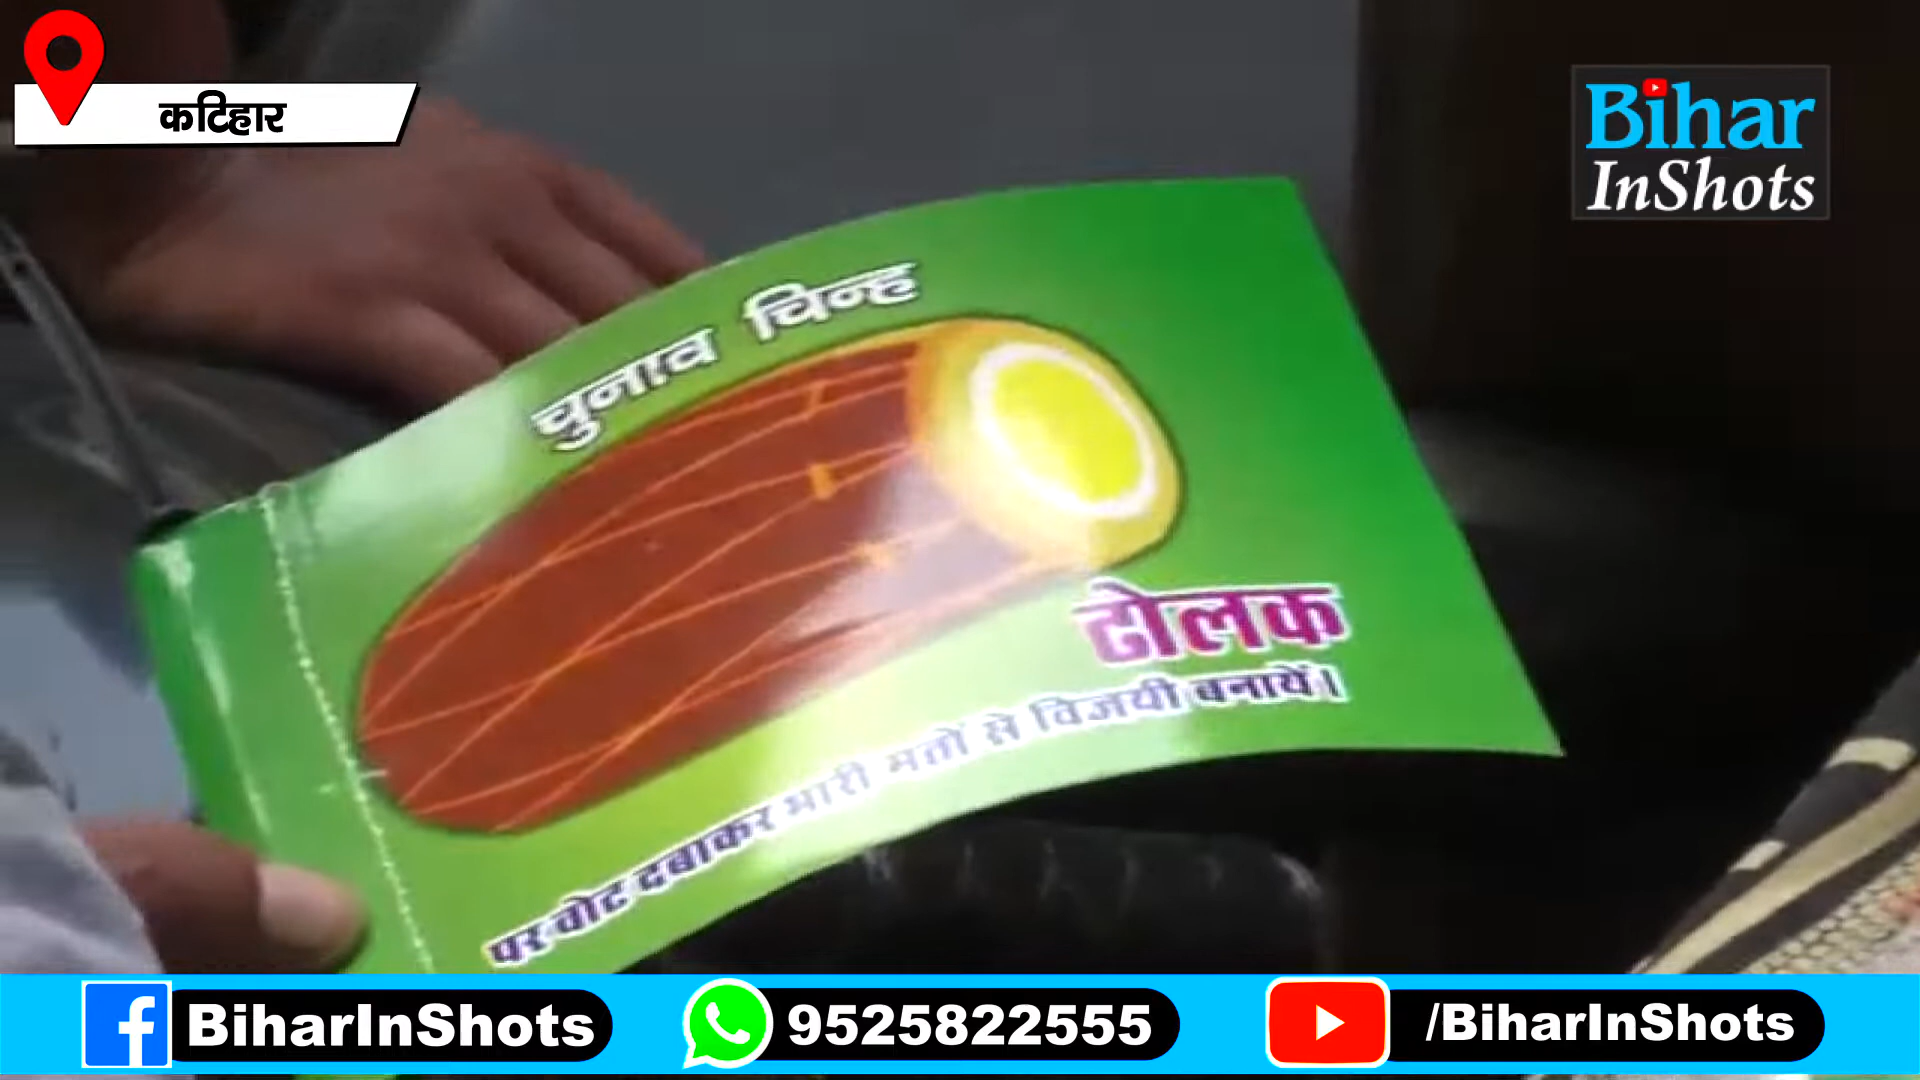 कटिहार
Bihar
InShots
चुनाव चिन्ह
ढोलक
पर वोट दबाकर भारी मतों से विजयी बनायें।
BiharInShots
9525822555
/BiharInShots